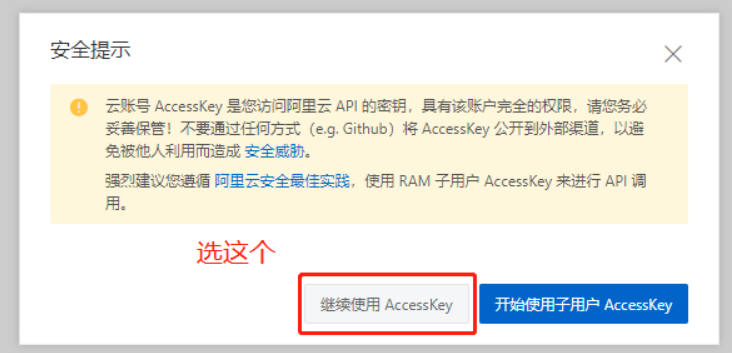 安全提示
云账号 AccessKey 是您访问阿里云 API 的密钥，具有该账户完全的权限，请您务必
妥善保管！不要通过任何方式（e.g. Github）将 AccessKey 公开到外部渠道，以避
免被他人利用而造成 安全威胁。
强烈建议您遵循 阿里云安全最佳实践，使用 RAM 子用户 AccessKey 来进行 API 调
用。
选这个
继续使用 AccessKey
开始使用子用户 AccessKey